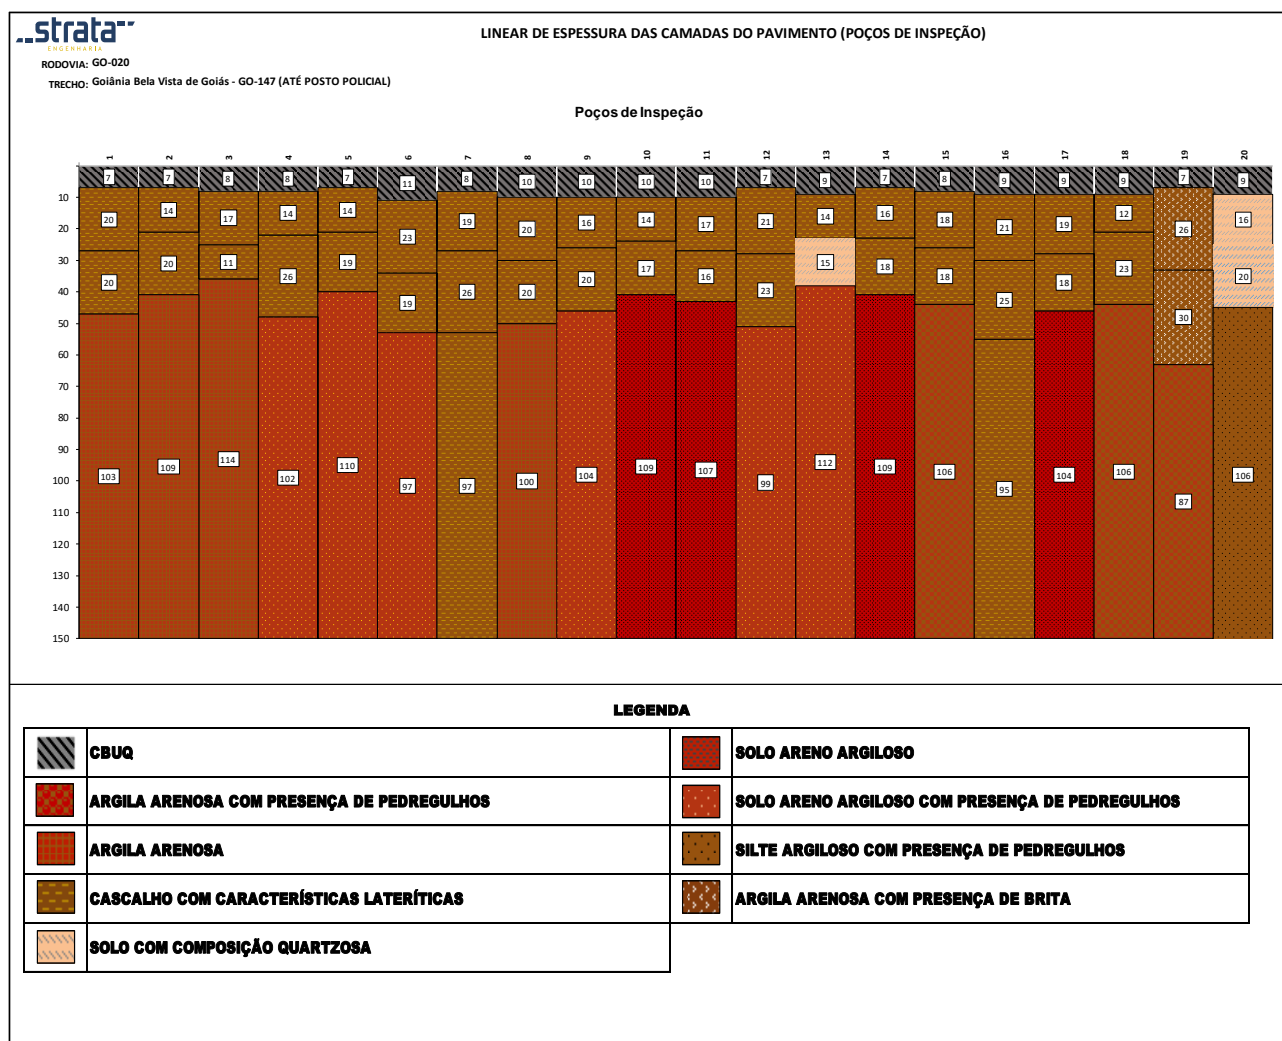 strata
ENGENHARIA
LINEAR DE ESPESSURA DAS CAMADAS DO PAVIMENTO (POÇOS DE INSPEÇÃO)
RODOVIA: GO-020
TRECHO: Goiânia Bela Vista de Goiás - GO-147 (ATÉ POSTO POLICIAL)
Poços de Inspeção
1 2 3 4 5 6 7 8 9 10 11 12 13 14 15 16 17 18 19 20
7 7 8 8 7 11 8 10 10 10 10 7 9 7 8 9 9 9 7 9
20 14 17 14 14 23 19 20 16 14 17 21 14 16 18 21 19 12 26 16
20 20 11 26 19 19 26 20 20 17 16 23 15 18 18 25 18 23 30 20
103 109 114 102 110 97 97 100 104 109 107 99 112 109 106 95 104 106 87 106
10
20
30
40
50
60
70
80
90
100
110
120
130
140
150
LEGENDA
CBUQ
SOLO ARENO ARGILOSO
ARGILA ARENOSA COM PRESENÇA DE PEDREGULHOS
SOLO ARENO ARGILOSO COM PRESENÇA DE PEDREGULHOS
ARGILA ARENOSA
SILTE ARGILOSO COM PRESENÇA DE PEDREGULHOS
CASCALHO COM CARACTERÍSTICAS LATERÍTICAS
ARGILA ARENOSA COM PRESENÇA DE BRITA
SOLO COM COMPOSIÇÃO QUARTZOSA